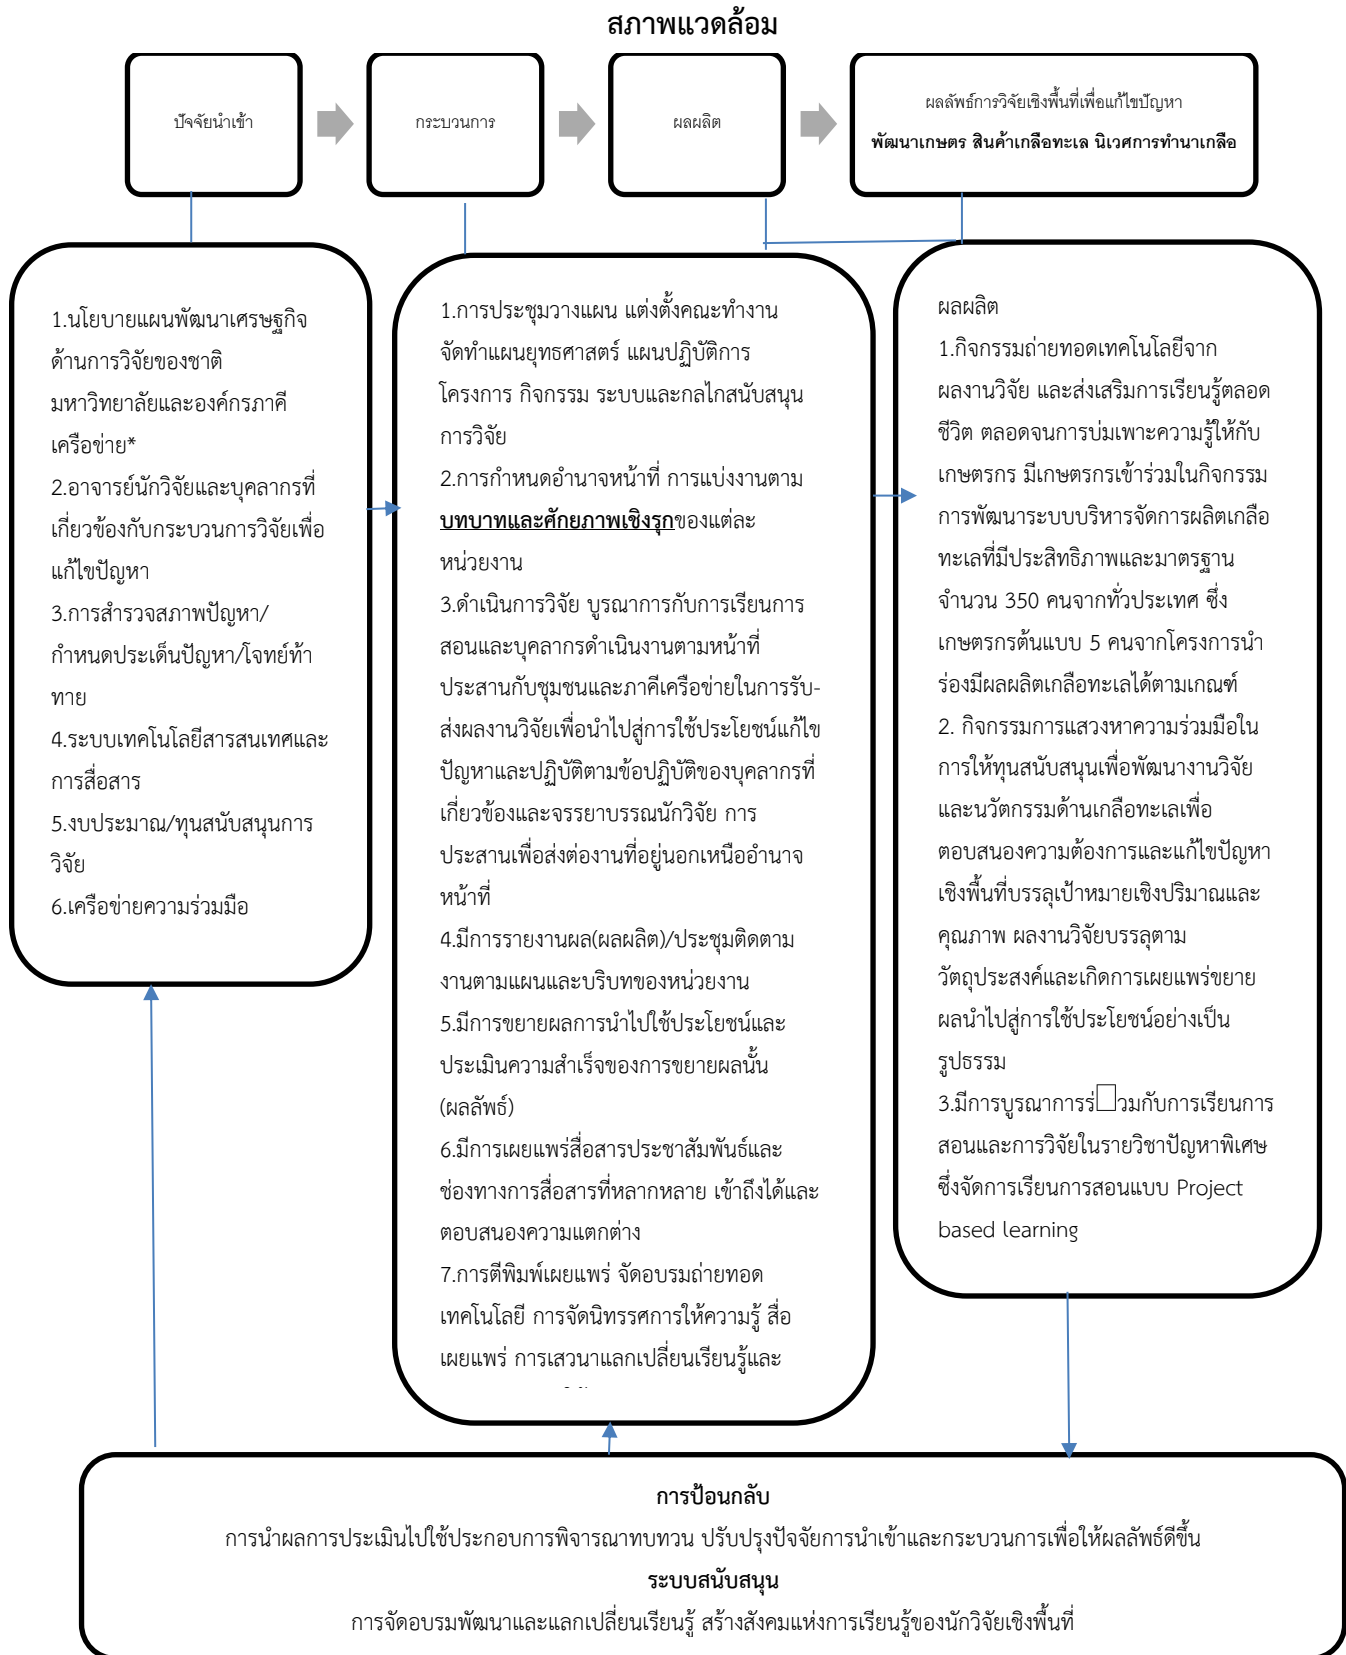 สภาพแวดล้อม
ปัจจัยนำเข้า
กระบวนการ
ผลผลิต
ผลลัพธ์การวิจัยเชิงพื้นที่เพื่อแก้ไขปัญหา
พัฒนาเกษตร สินค้าเกลือทะเล นิเวศการทำนาเกลือ
1.นโยบายแผนพัฒนาเศรษฐกิจ
ด้านการวิจัยของชาติ
มหาวิทยาลัยและองค์กรภาคี
เครือข่าย*
2.อาจารย์นักวิจัยและบุคลากรที่
เกี่ยวข้องกับกระบวนการวิจัยเพื่อ
แก้ไขปัญหา
3.การสำรวจสภาพปัญหา/
กำหนดประเด็นปัญหา/โจทย์ท้า
ทาย
4.ระบบเทคโนโลยีสารสนเทศและ
การสื่อสาร
5.งบประมาณ/ทุนสนับสนุนการ
วิจัย
6.เครือข่ายความร่วมมือ
1.การประชุมวางแผน แต่งตั้งคณะทำงาน
จัดทำแผนยุทธศาสตร์ แผนปฏิบัติการ
โครงการ กิจกรรม ระบบและกลไกสนับสนุน
การวิจัย
2.การกำหนดอำนาจหน้าที่ การแบ่งงานตาม
บทบาทและศักยภาพเชิงรุกของแต่ละ
หน่วยงาน
3.ดำเนินการวิจัย บูรณาการกับการเรียนการ
สอนและบุคลากรดำเนินงานตามหน้าที่
ประสานกับชุมชนและภาคีเครือข่ายในการรับ-
ส่งผลงานวิจัยเพื่อนำไปสู่การใช้ประโยชน์แก้ไข
ปัญหาและปฏิบัติตามข้อปฏิบัติของบุคลากรที่
เกี่ยวข้องและจรรยาบรรณนักวิจัย การ
ประสานเพื่อส่งต่องานที่อยู่นอกเหนืออำนาจ
หน้าที่
4.มีการรายงานผล(ผลผลิต)/ประชุมติดตาม
งานตามแผนและบริบทของหน่วยงาน
5.มีการขยายผลการนำไปใช้ประโยชน์และ
ประเมินความสำเร็จของการขยายผลนั้น
(ผลลัพธ์)
6.มีการเผยแพร่สื่อสารประชาสัมพันธ์และ
ช่องทางการสื่อสารที่หลากหลาย เข้าถึงได้และ
ตอบสนองความแตกต่าง
7.การตีพิมพ์เผยแพร่ จัดอบรมถ่ายทอด
เทคโนโลยี การจัดนิทรรศการให้ความรู้ สื่อ
เผยแพร่ การเสวนาแลกเปลี่ยนเรียนรู้และ
ผลผลิต
1.กิจกรรมถ่ายทอดเทคโนโลยีจาก
ผลงานวิจัย และส่งเสริมการเรียนรู้ตลอด
ชีวิต ตลอดจนการบ่มเพาะความรู้ให้กับ
เกษตรกร มีเกษตรกรเข้าร่วมในกิจกรรม
การพัฒนาระบบบริหารจัดการผลิตเกลือ
ทะเลที่มีประสิทธิภาพและมาตรฐาน
จำนวน 350 คนจากทั่วประเทศ ซึ่ง
เกษตรกรต้นแบบ 5 คนจากโครงการนำ
ร่องมีผลผลิตเกลือทะเลได้ตามเกณฑ์
2. กิจกรรมการแสวงหาความร่วมมือใน
การให้ทุนสนับสนุนเพื่อพัฒนางานวิจัย
และนวัตกรรมด้านเกลือทะเลเพื่อ
ตอบสนองความต้องการและแก้ไขปัญหา
เชิงพื้นที่บรรลุเป้าหมายเชิงปริมาณและ
คุณภาพ ผลงานวิจัยบรรลุตาม
วัตถุประสงค์และเกิดการเผยแพร่ขยาย
ผลนำไปสู่การใช้ประโยชน์อย่างเป็น
รูปธรรม
3.มีการบูรณาการร่□วมกับการเรียนการ
สอนและการวิจัยในรายวิชาปัญหาพิเศษ
ซึ่งจัดการเรียนการสอนแบบ Project
based learning
การป้อนกลับ
การนำผลการประเมินไปใช้ประกอบการพิจารณาทบทวน ปรับปรุงปัจจัยการนำเข้าและกระบวนการเพื่อให้ผลลัพธ์ดีขึ้น
ระบบสนับสนุน
การจัดอบรมพัฒนาและแลกเปลี่ยนเรียนรู้ สร้างสังคมแห่งการเรียนรู้ของนักวิจัยเชิงพื้นที่